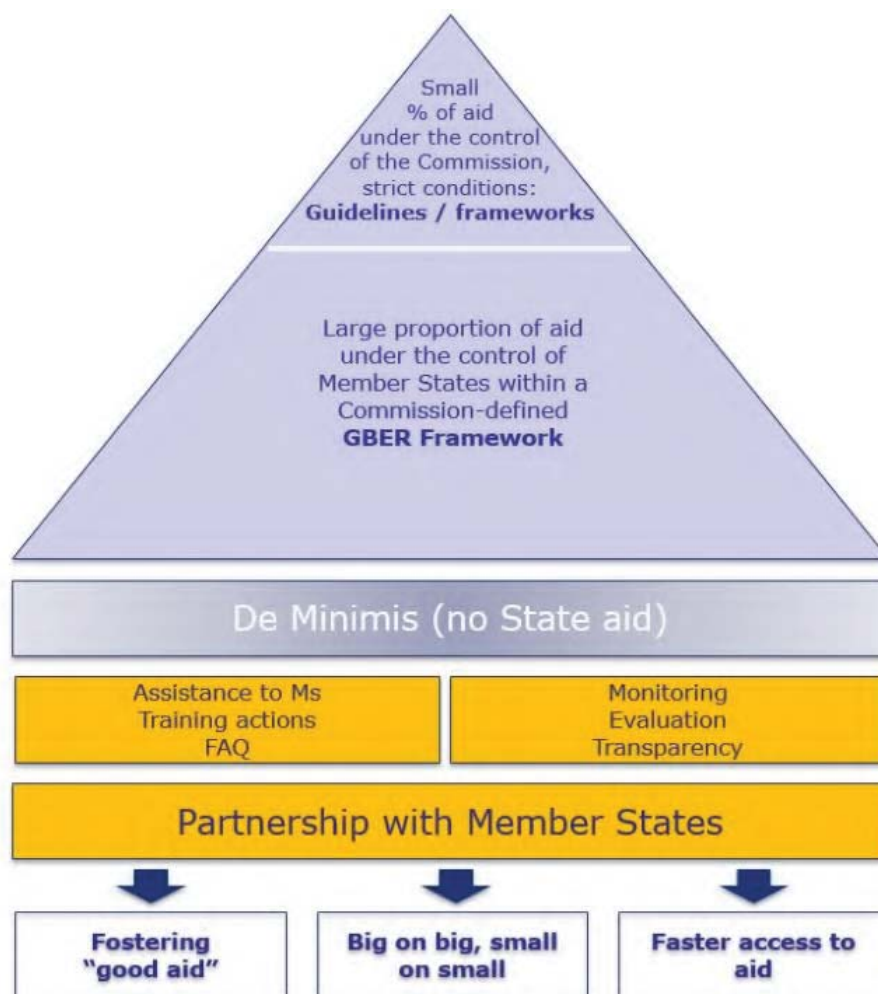 Small
% of aid
under the control
of the Commission,
strict conditions:
Guidelines / frameworks
Large proportion of aid
under the control of
Member States within a
Commission-defined
GBER Framework
De Minimis (no State aid)
Assistance to Ms
Training actions
FAQ
Monitoring
Evaluation
Transparency
Partnership with Member States
Fostering
“good aid”
Big on big, small
on small
Faster access to
aid